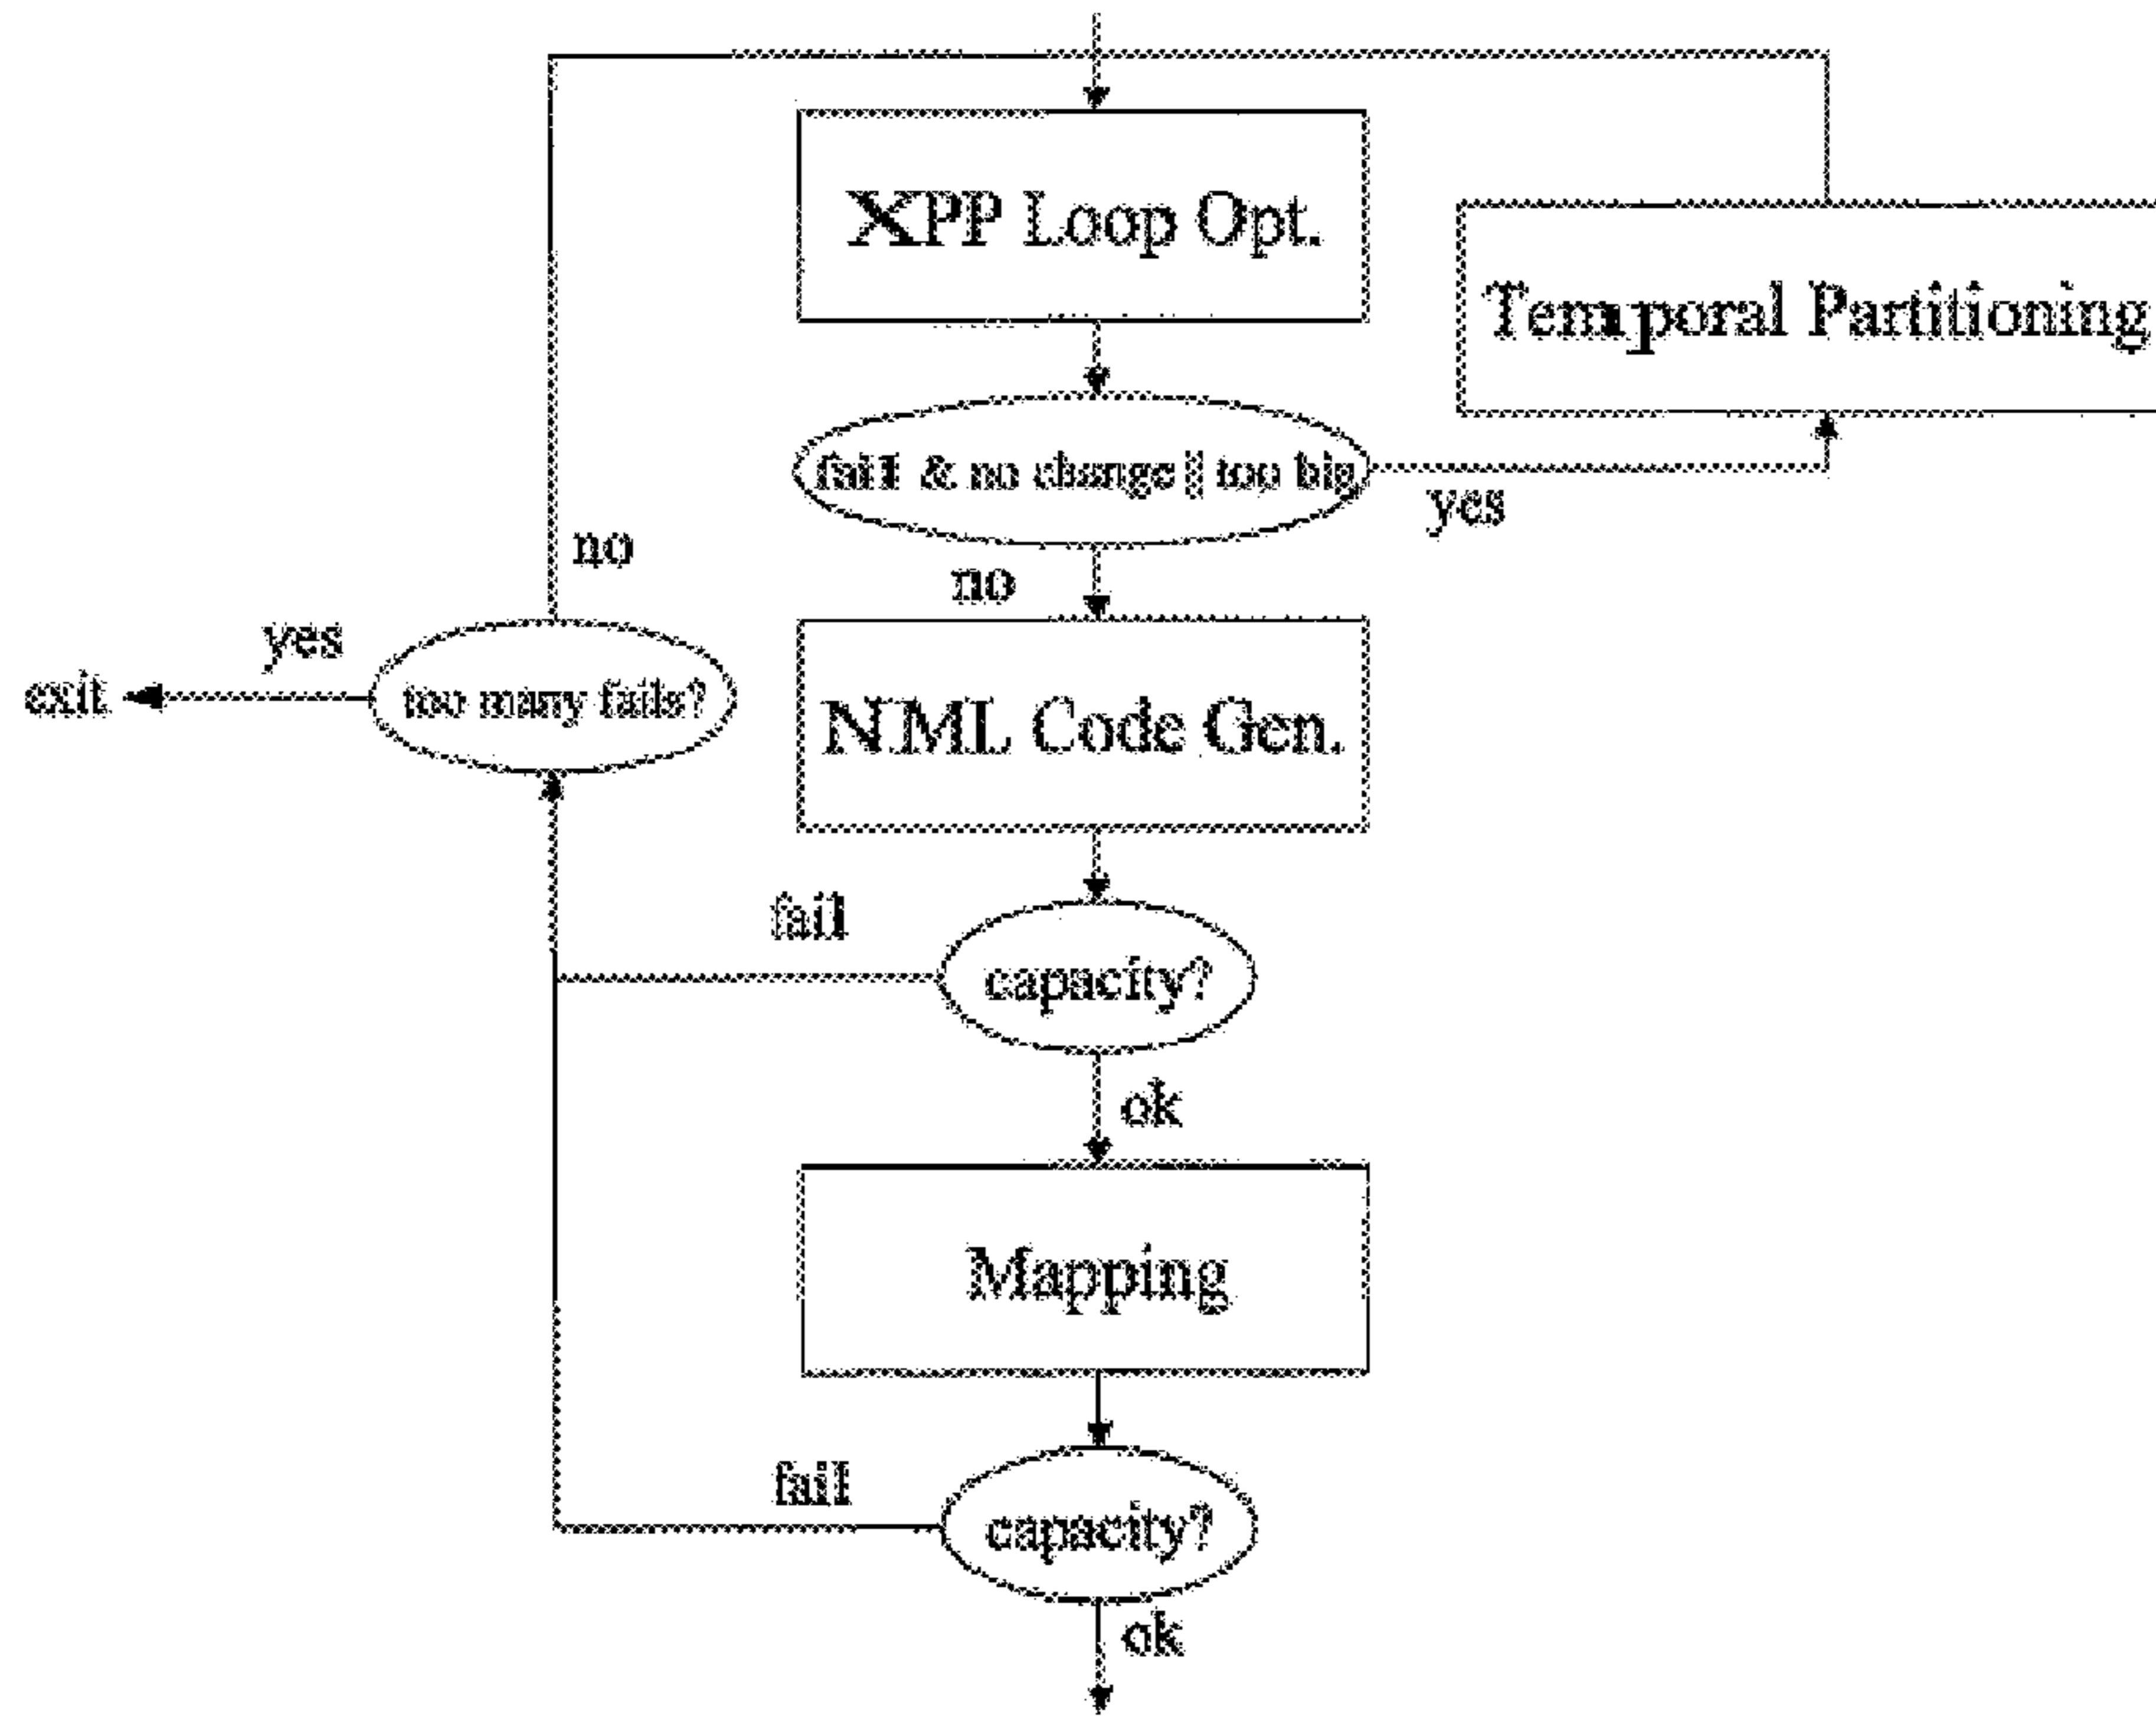 XPP Loop Opt.
Temporal Partitioning
fail & no change || too big
yes
no
no
yes
exit
too many fails?
NML Code Gen.
fail
capacity?
ok
Mapping
fail
capacity?
ok